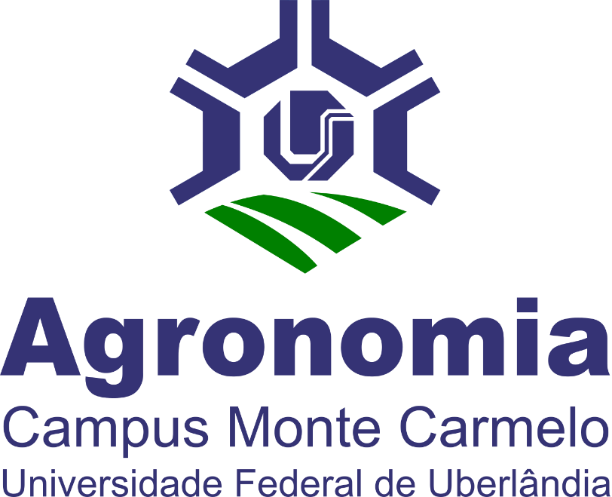 Agronomia
Campus Monte Carmelo
Universidade Federal de Uberlândia